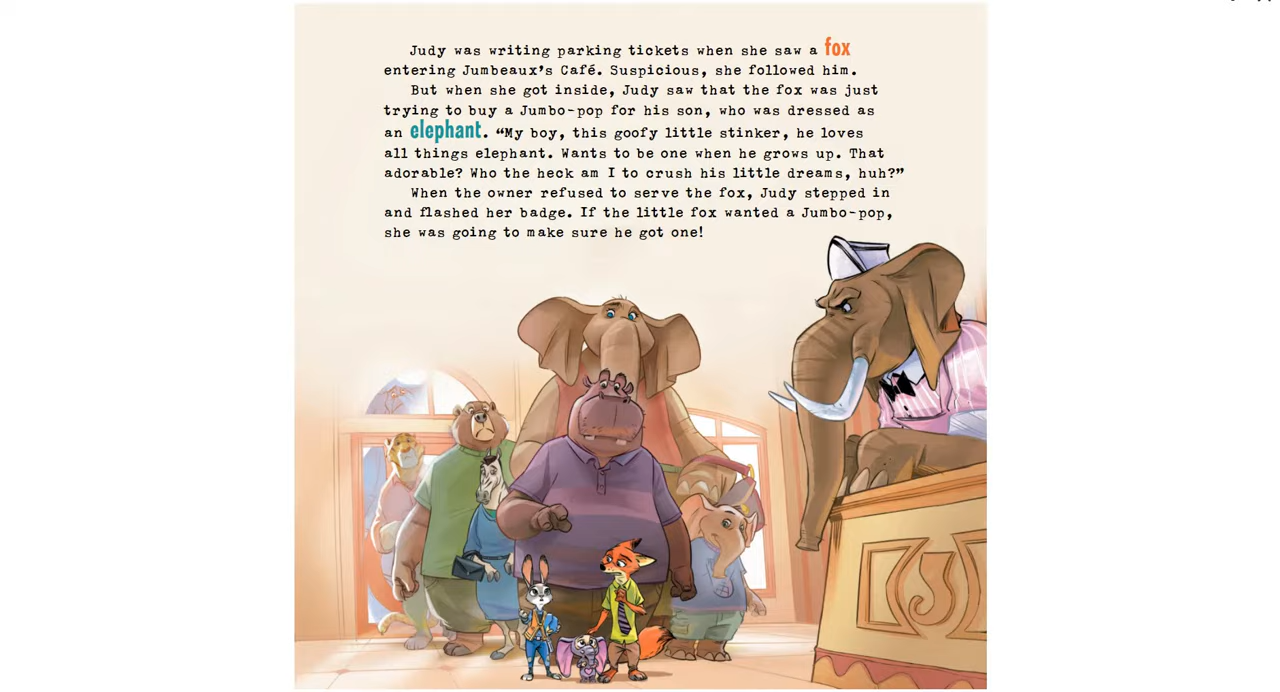 Judy was writing parking tickets when she saw a fox
entering Jumbeaux’s Café. Suspicious, she followed him.
But when she got inside, Judy saw that the fox was just
trying to buy a Jumbo-pop for his son, who was dressed as
an elephant. “My boy, this goofy little stinker, he loves
all things elephant. Wants to be one when he grows up. That
adorable? Who the heck am I to crush his little dreams, huh?”
When the owner refused to serve the fox, Judy stepped in
and flashed her badge. If the little fox wanted a Jumbo-pop,
she was going to make sure he got one!